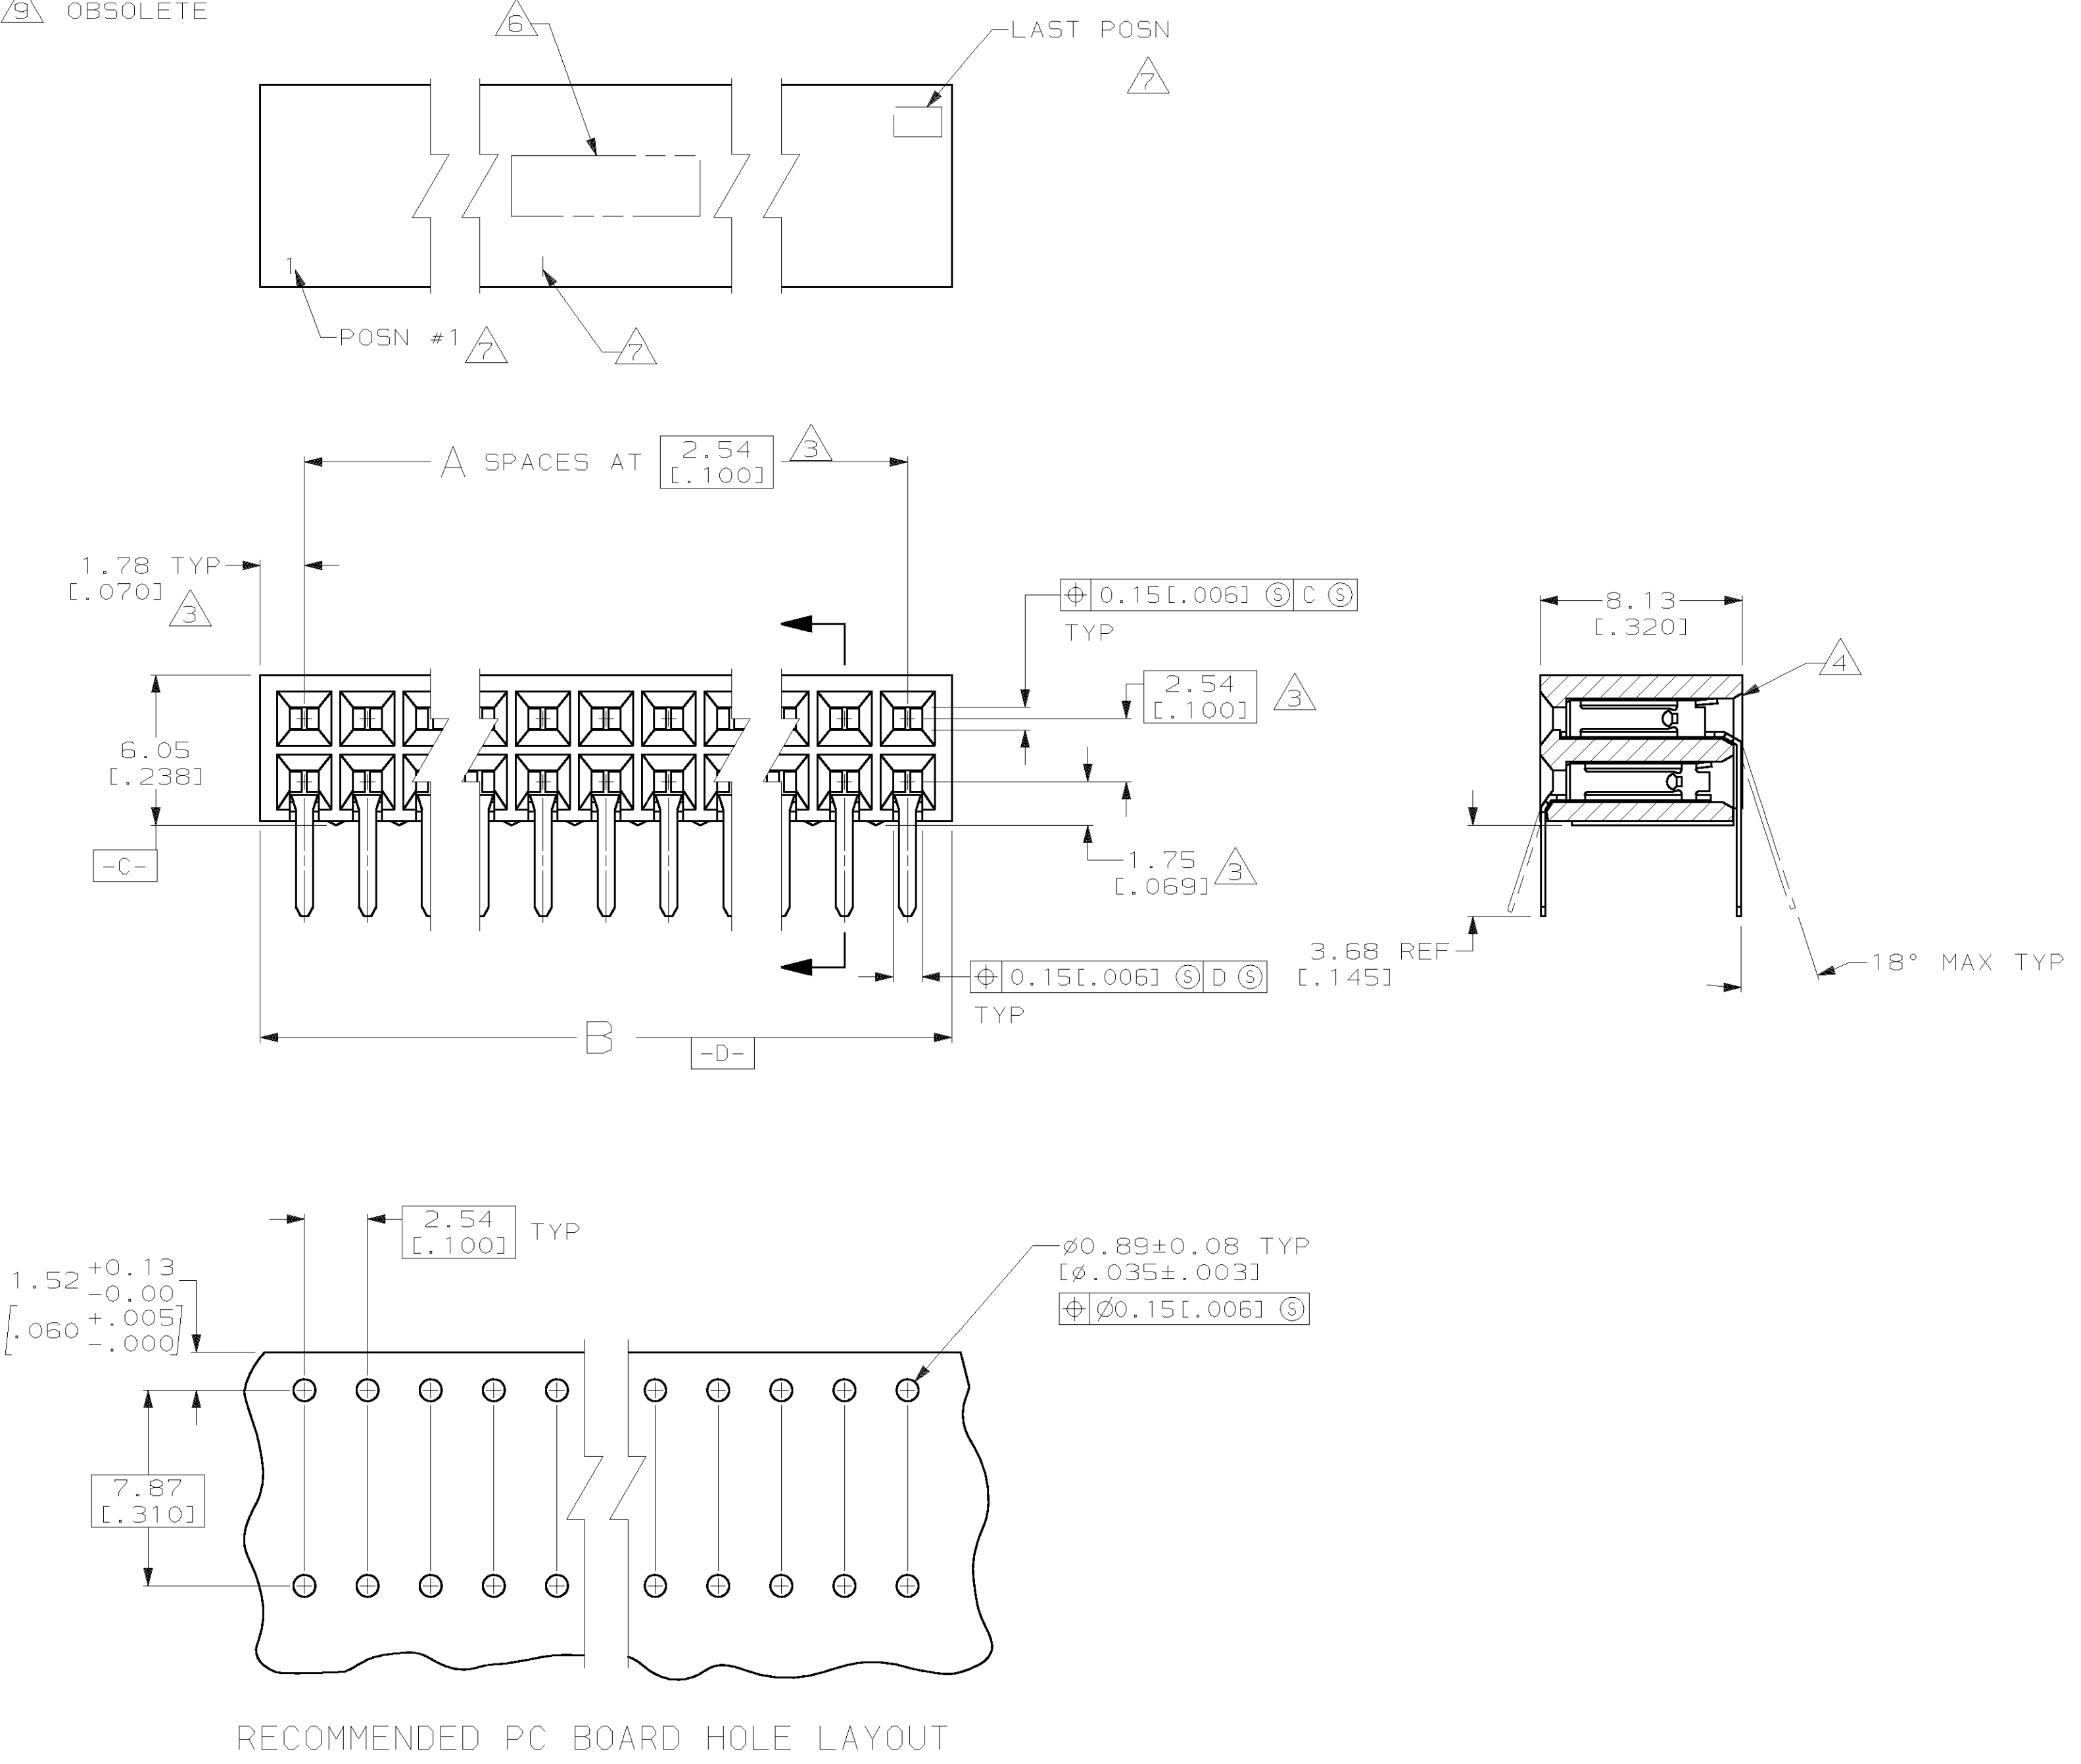 9 OBSOLETE
6
LAST POSN
7
1
POSN #1 7
7
A SPACES AT 2.54 3
[.100]
1.78 TYP
[.070] 3
0.15[.006] Ⓢ C Ⓢ
TYP
8.13
[.320]
4
2.54 3
[.100]
6.05
[.238]
-C-
1.75 3
[.069]
3.68 REF
[.145]
18° MAX TYP
0.15[.006] Ⓢ D Ⓢ
TYP
B
-D-
2.54 TYP
[.100]
1.52 +0.13
-0.00
[.060 +.005
-.000]
⌀0.89±0.08 TYP
[⌀.035±.003]
⌀0.15[.006] Ⓢ
7.87
[.310]
RECOMMENDED PC BOARD HOLE LAYOUT